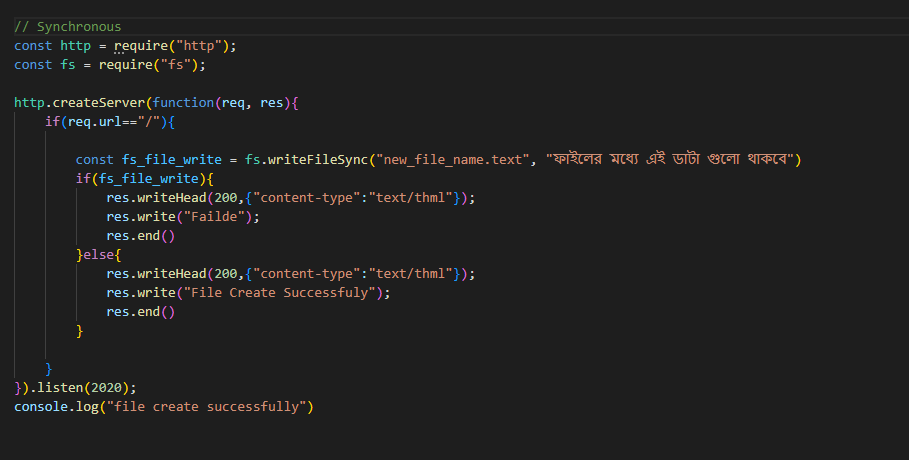 // Synchronous
const http = require("http");
const fs = require("fs");
http.createServer(function(req, res){
if(req.url=="/"){
const fs_file_write = fs.writeFileSync("new_file_name.text", "ফাইলের মধ্যে এই ডাটা গুলো থাকবে")
if(fs_file_write){
res.writeHead(200,{"content-type":"text/thml"});
res.write("Failde");
res.end()
}else{
res.writeHead(200,{"content-type":"text/thml"});
res.write("File Create Successfuly");
res.end()
}
}
}).listen(2020);
console.log("file create successfully")